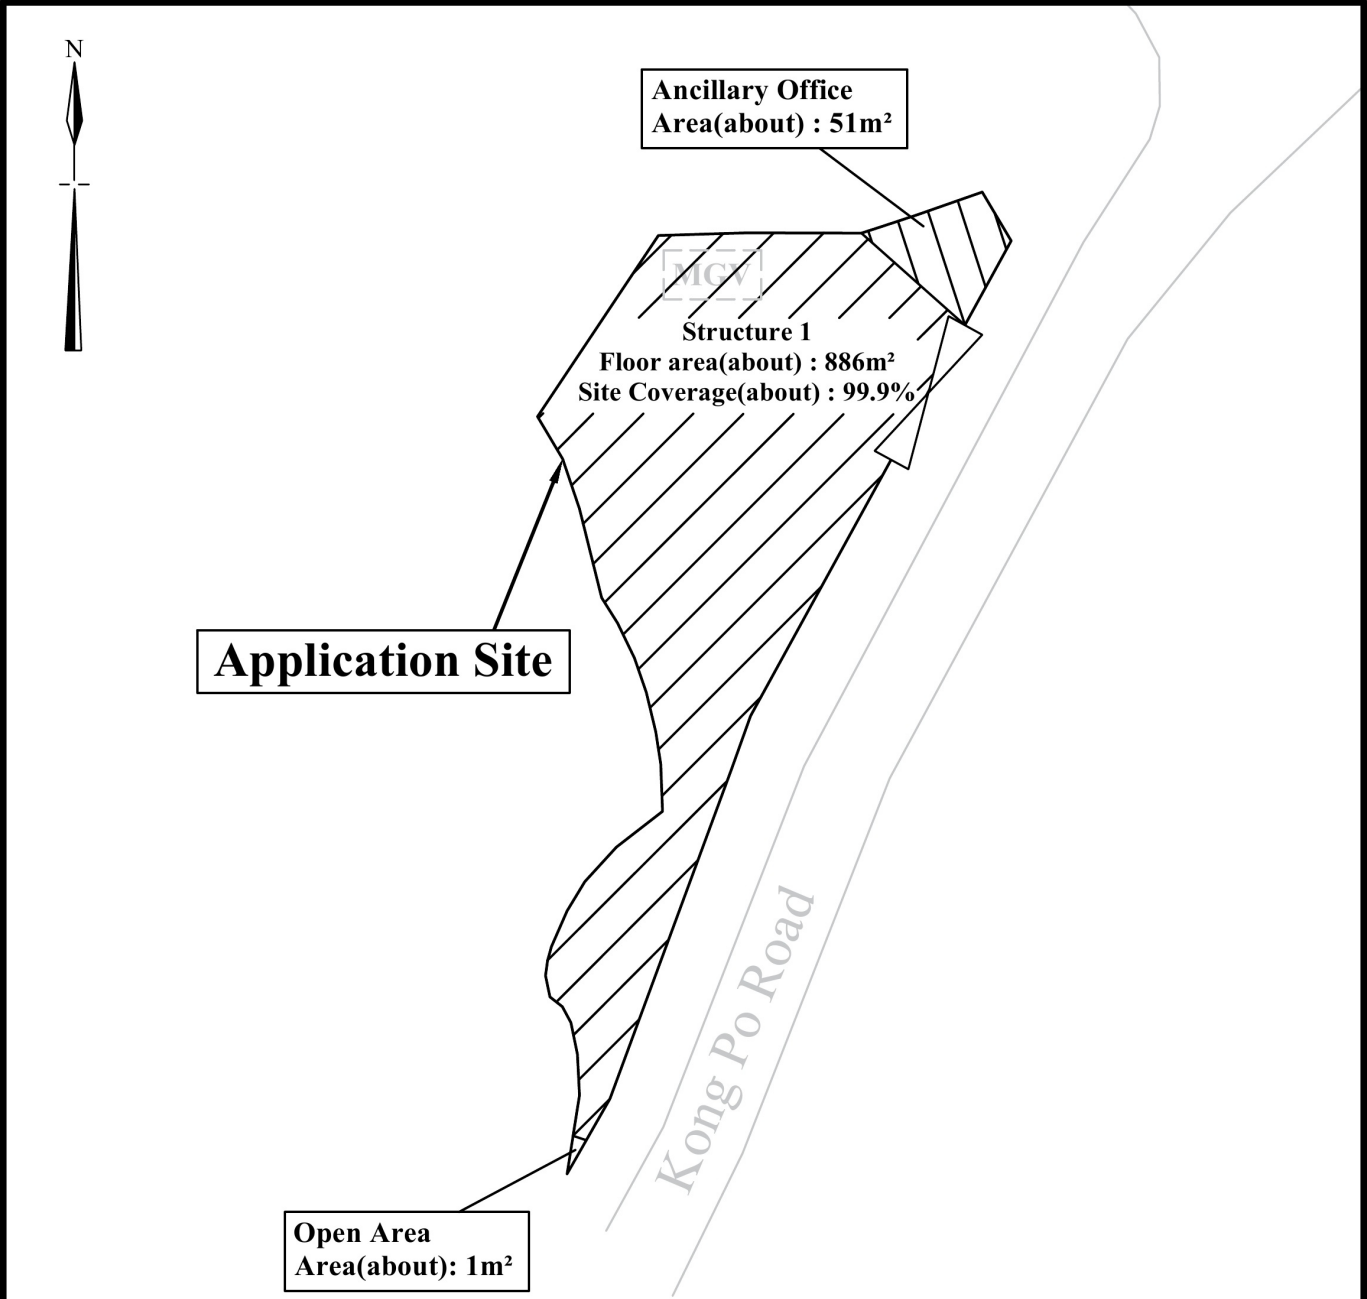 N
Ancillary Office
Area(about) : 51m²
MGV
Structure 1
Floor area(about) : 886m²
Site Coverage(about) : 99.9%
Application Site
Kong Po Road
Open Area
Area(about): 1m²